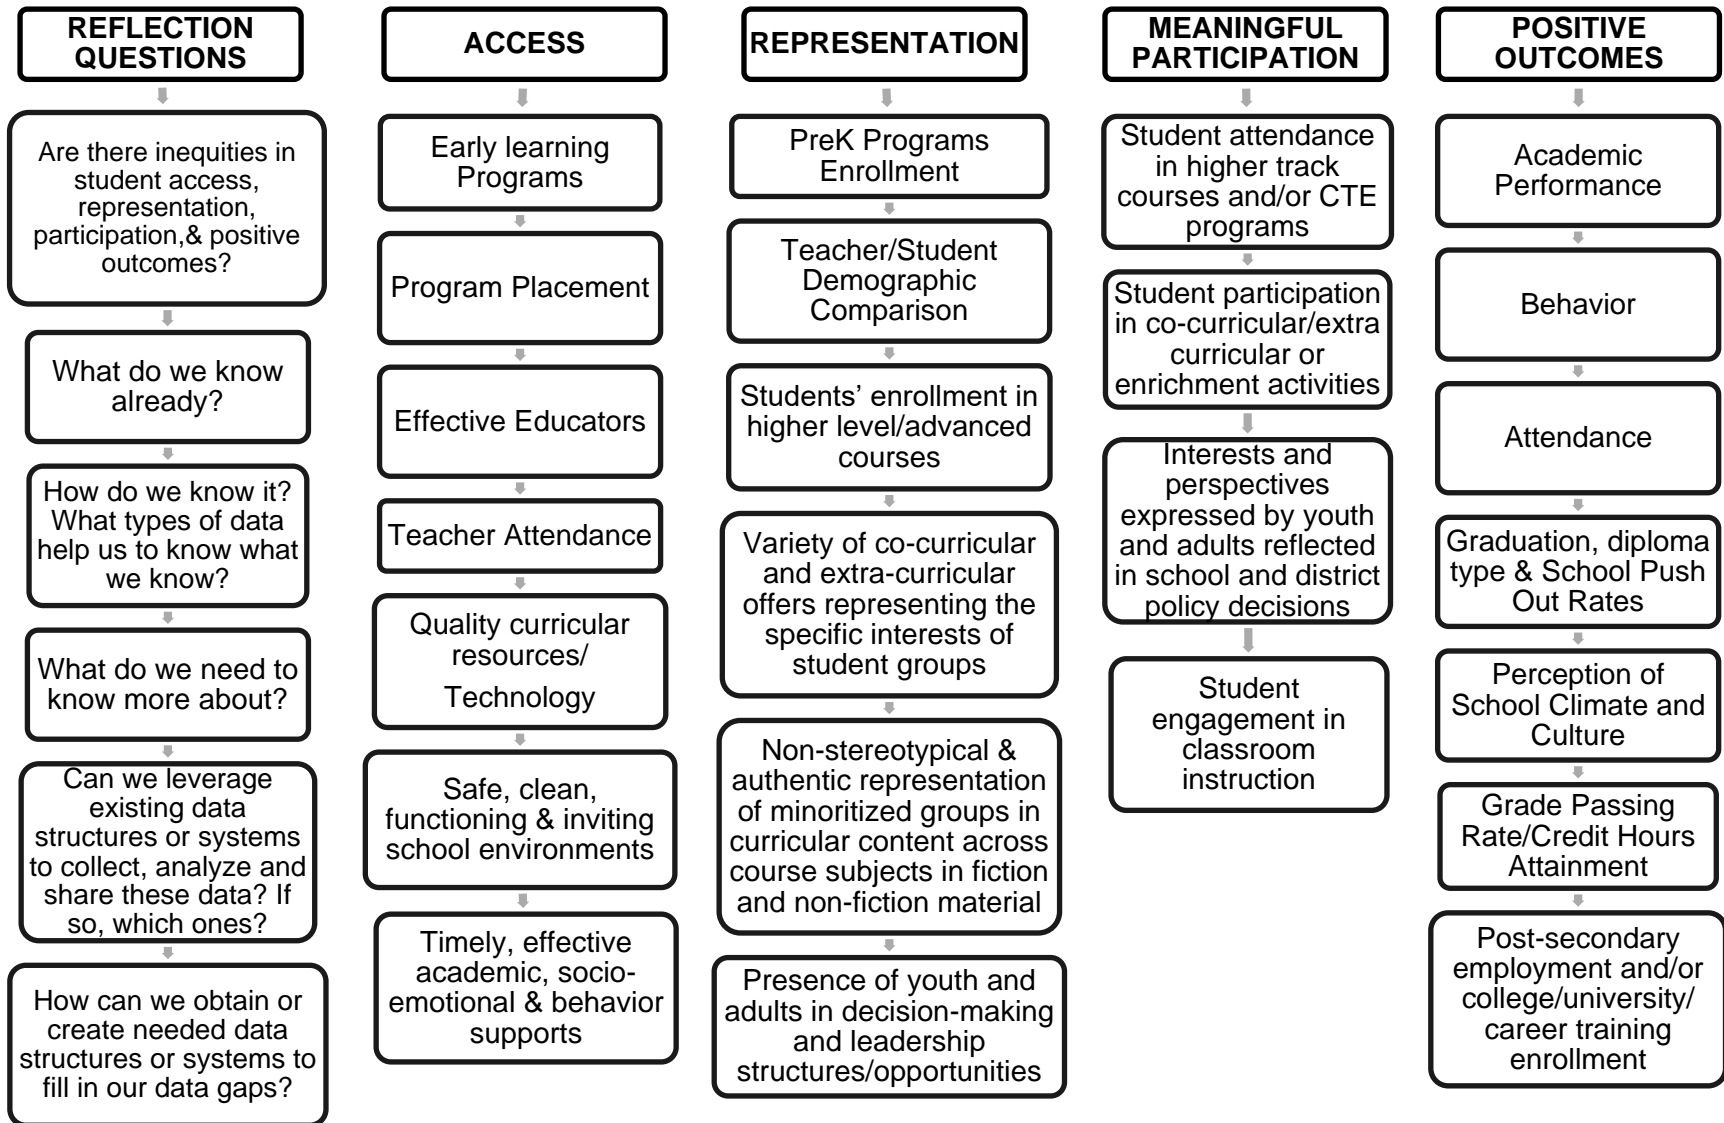 REFLECTION
QUESTIONS
Are there inequities in
student access,
representation,
participation,& positive
outcomes?
What do we know
already?
How do we know it?
What types of data
help us to know what
we know?
What do we need to
know more about?
Can we leverage
existing data
structures or systems
to collect, analyze and
share these data? If
so, which ones?
How can we obtain or
create needed data
structures or systems to
fill in our data gaps?
ACCESS
Early learning
Programs
Program Placement
Effective Educators
Teacher Attendance
Quality curricular
resources/
Technology
Safe, clean,
functioning & inviting
school environments
Timely, effective
academic, socio-
emotional & behavior
supports
REPRESENTATION
PreK Programs
Enrollment
Teacher/Student
Demographic
Comparison
Students’ enrollment in
higher level/advanced
courses
Variety of co-curricular
and extra-curricular
offers representing the
specific interests of
student groups
Non-stereotypical &
authentic representation
of minoritized groups in
curricular content across
course subjects in fiction
and non-fiction material
Presence of youth and
adults in decision-making
and leadership
structures/opportunities
MEANINGFUL
PARTICIPATION
Student attendance
in higher track
courses and/or CTE
programs
Student participation
in co-curricular/extra
curricular or
enrichment activities
Interests and
perspectives
expressed by youth
and adults reflected
in school and district
policy decisions
Student
engagement in
classroom
instruction
POSITIVE
OUTCOMES
Academic
Performance
Behavior
Attendance
Graduation, diploma
type & School Push
Out Rates
Perception of
School Climate and
Culture
Grade Passing
Rate/Credit Hours
Attainment
Post-secondary
employment and/or
college/university/
career training
enrollment